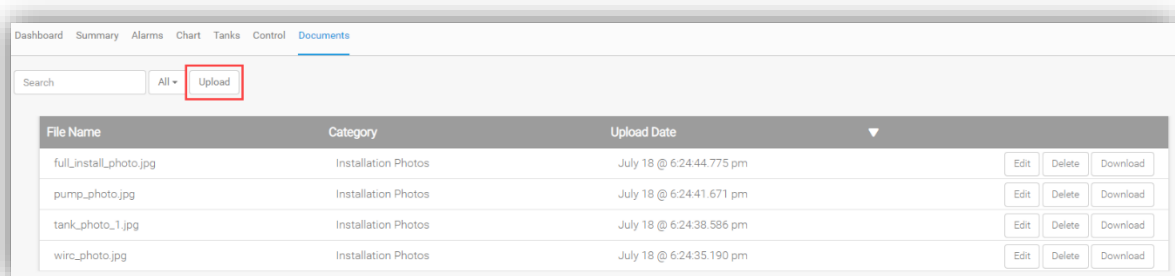 Dashboard Summary Alarms Chart Tanks Control Documents
Search All Upload
File Name Category Upload Date
full_install_photo.jpg Installation Photos July 18 @ 6:24:44.775 pm Edit Delete Download
pump_photo.jpg Installation Photos July 18 @ 6:24:41.671 pm Edit Delete Download
tank_photo_1.jpg Installation Photos July 18 @ 6:24:38.586 pm Edit Delete Download
wirc_photo.jpg Installation Photos July 18 @ 6:24:35.190 pm Edit Delete Download